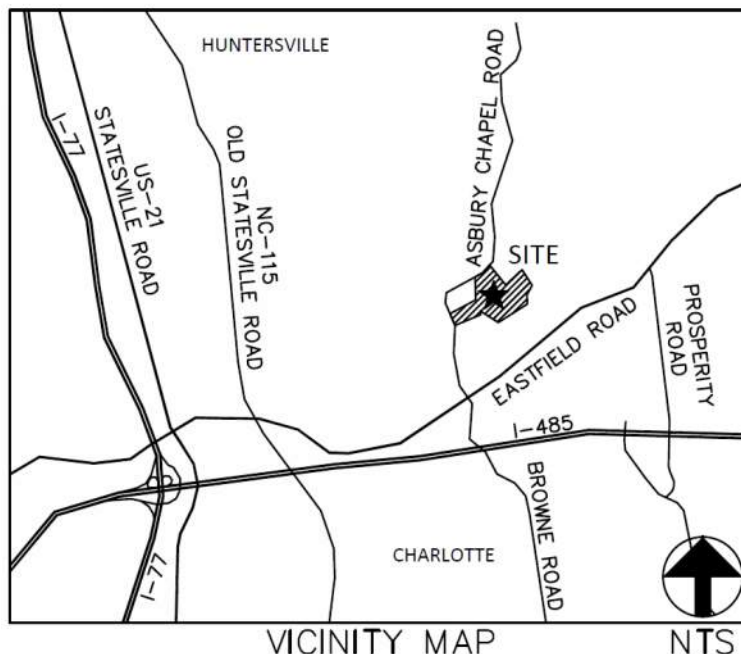 HUNTERSVILLE
I-77
US-21
STATESVILLE ROAD
NC-115
OLD STATESVILLE ROAD
ASBURY CHAPEL ROAD
SITE
EASTFIELD ROAD
PROSPERITY
ROAD
I-485
BROWNE ROAD
CHARLOTTE
I-77
VICINITY MAP
NTS